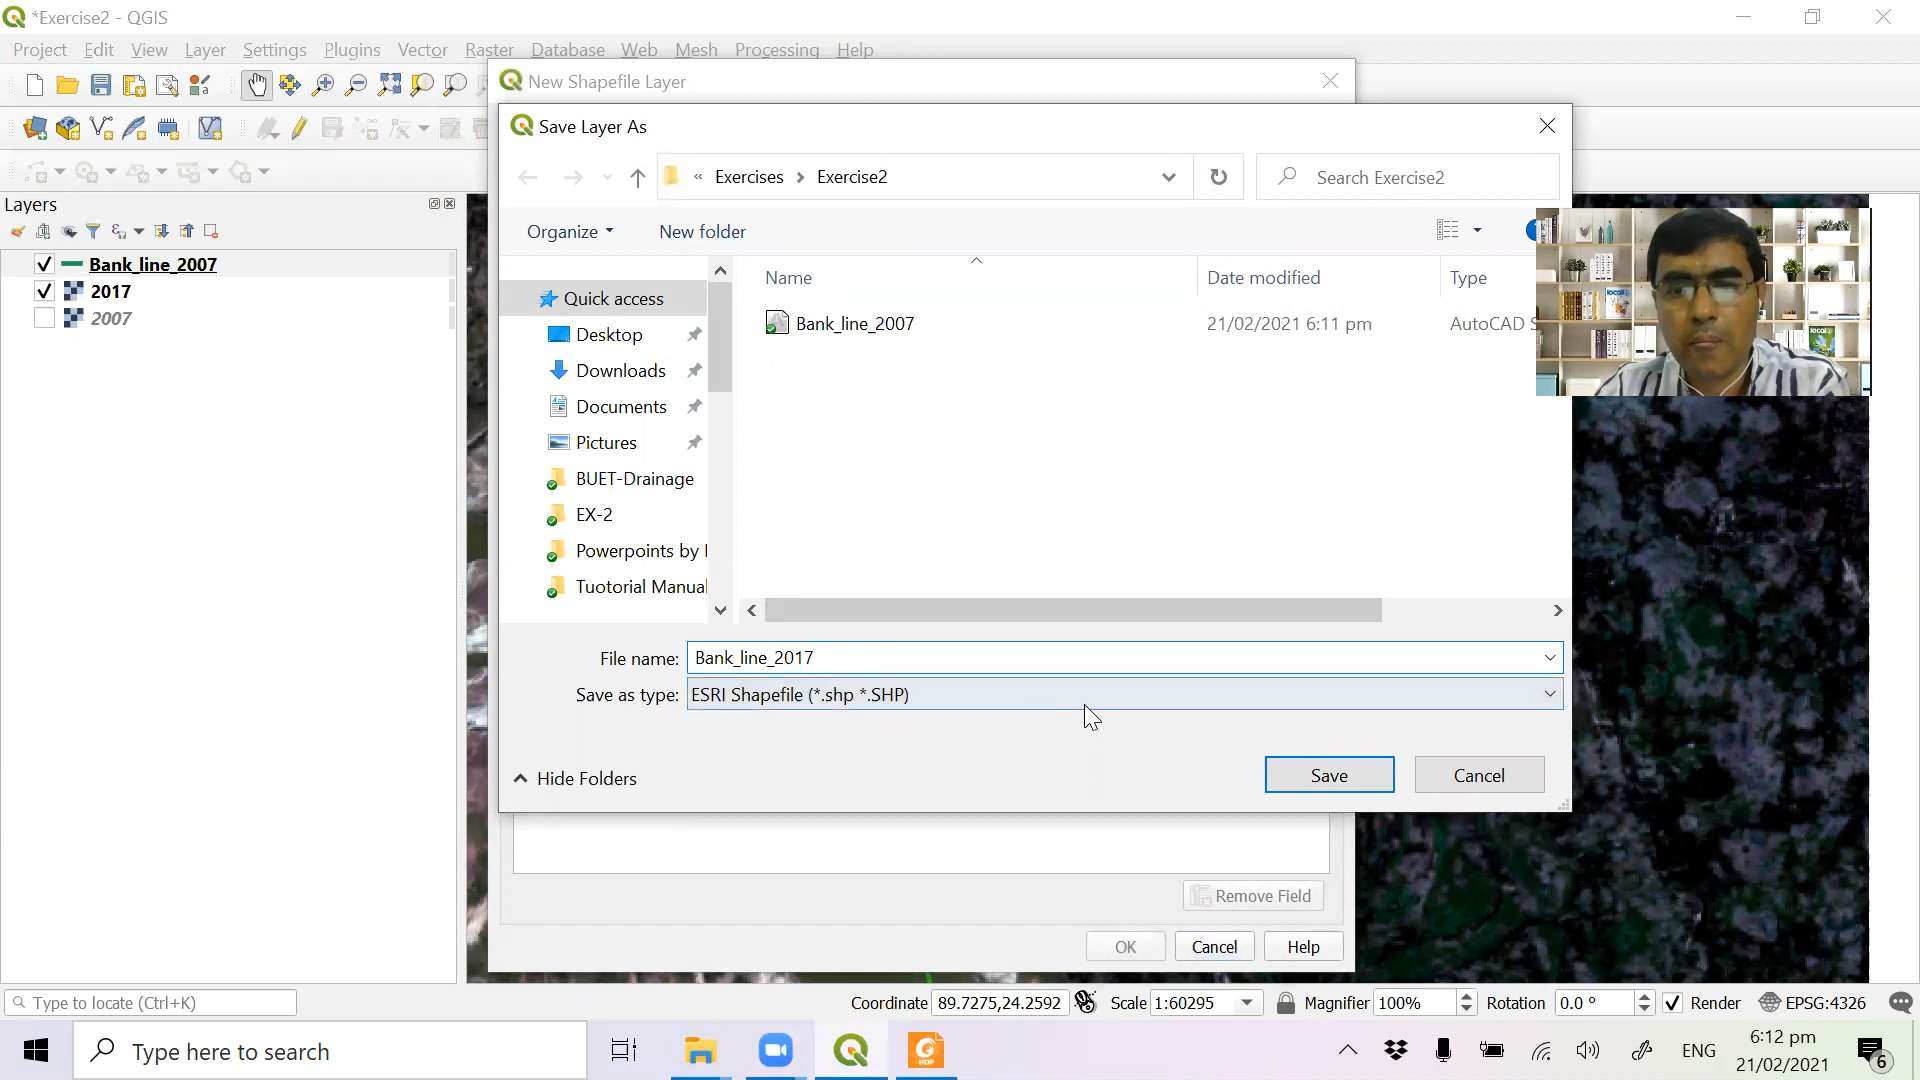 *Exercise2 - QGIS
Project Edit View Layer Settings Plugins Vector Raster Database Web Mesh Processing Help
New Shapefile Layer
Save Layer As
« Exercises > Exercise2
Search Exercise2
Organize New folder
Layers
Bank_line_2007
2017
2007
Quick access
Desktop
Downloads
Documents
Pictures
BUET-Drainage
EX-2
Powerpoints by
Tuotorial Manual
Name Date modified Type
Bank_line_2007 21/02/2021 6:11 pm AutoCAD S
File name: Bank_line_2017
Save as type: ESRI Shapefile (*.shp *.SHP)
Hide Folders Save Cancel
Remove Field
OK Cancel Help
Type to locate (Ctrl+K) Coordinate 89.7275,24.2592 Scale 1:60295 Magnifier 100% Rotation 0.0 ° Render EPSG:4326
Type here to search
PDF
ENG
6:12 pm
21/02/2021
6